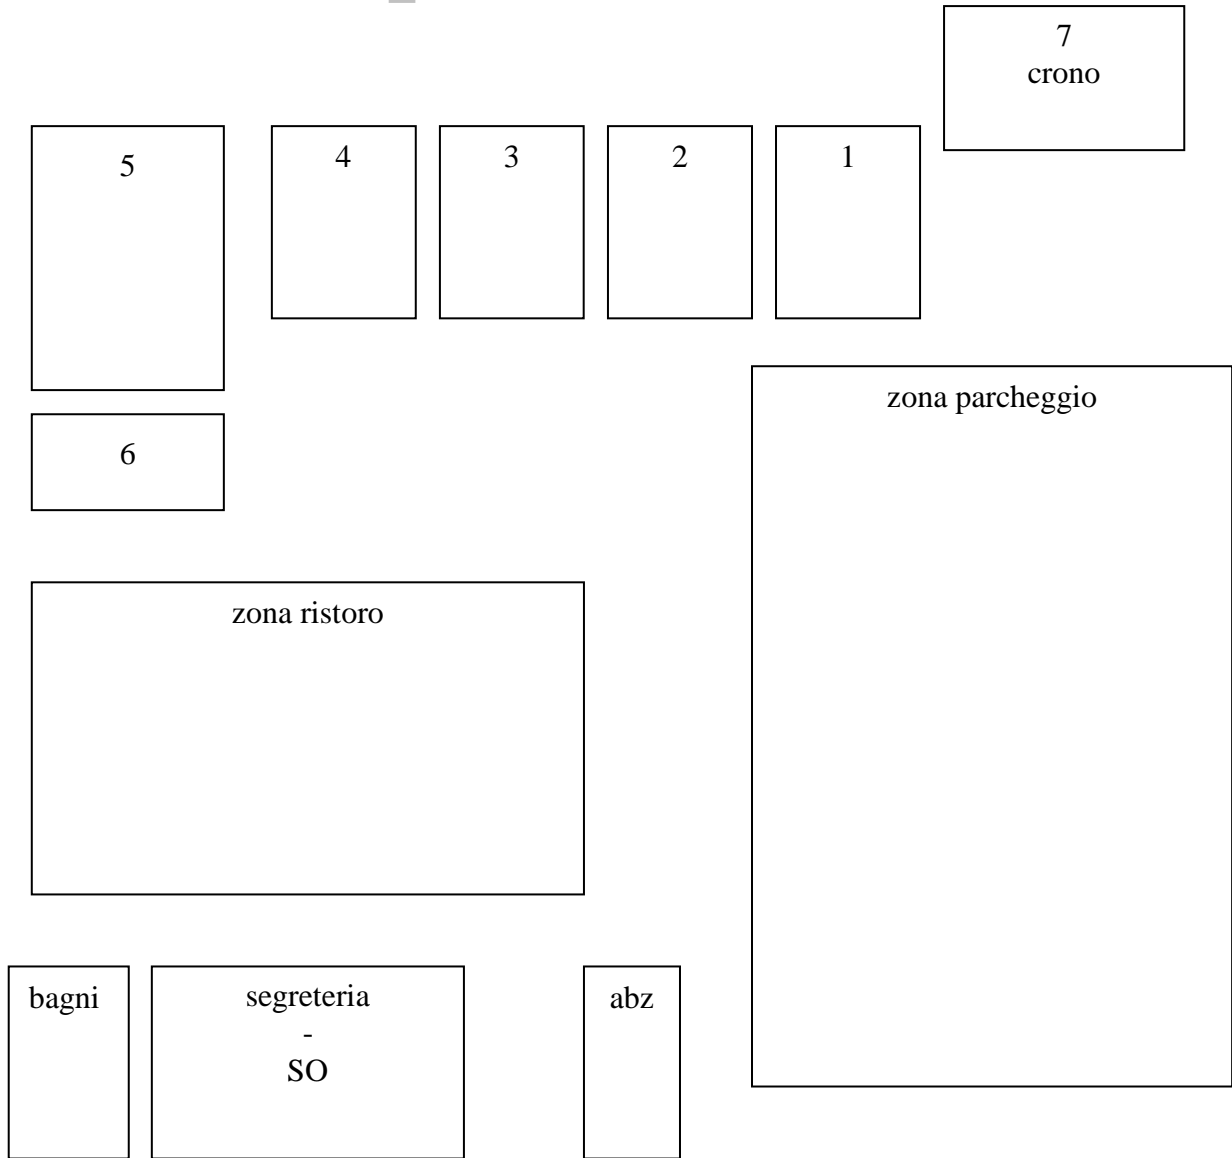 7
crono
5
4
3
2
1
zona parcheggio
6
zona ristoro
bagni
segreteria
-
SO
abz